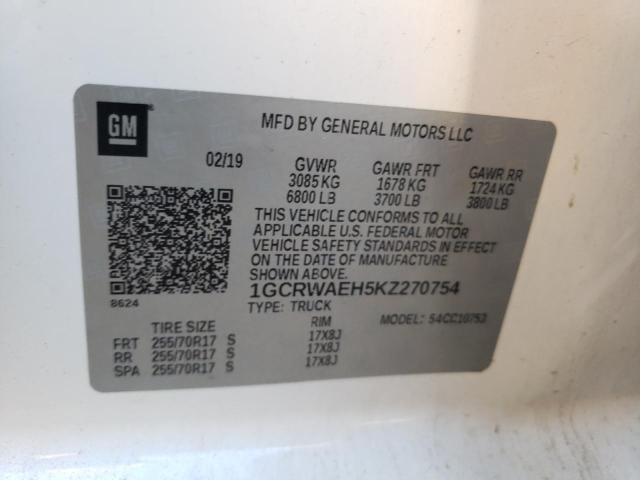 GM
MFD BY GENERAL MOTORS LLC
02/19 GVWR GAWR FRT GAWR RR
3085 KG 1678 KG 1724 KG
6800 LB 3700 LB 3800 LB
THIS VEHICLE CONFORMS TO ALL
APPLICABLE U.S. FEDERAL MOTOR
VEHICLE SAFETY STANDARDS IN EFFECT
ON THE DATE OF MANUFACTURE
SHOWN ABOVE.
8624
1GCRWAEH5KZ270754
TYPE: TRUCK MODEL: 54CC10753
TIRE SIZE RIM
FRT 255/70R17 S 17X8J
RR 255/70R17 S 17X8J
SPA 255/70R17 S 17X8J